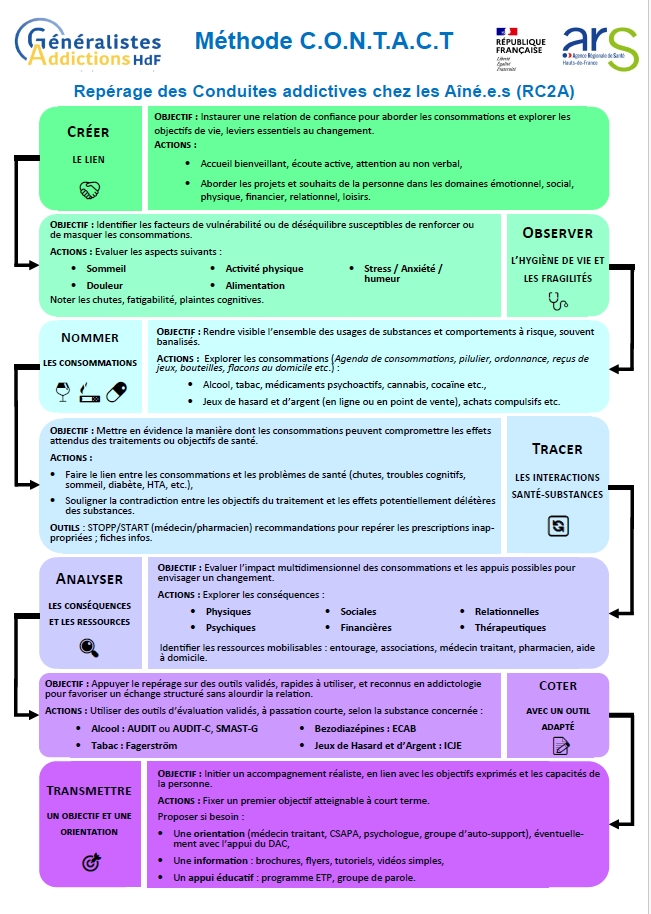 Généralistes
Addictions HdF
Méthode C.O.N.T.A.C.T
RÉPUBLIQUE
FRANÇAISE
Liberté
Égalité
Fraternité
ars
Agence Régionale de Santé
Hauts-de-France
Repérage des Conduites addictives chez les Aîné.e.s (RC2A)
CRÉER
LE LIEN
OBJECTIF : Instaurer une relation de confiance pour aborder les consommations et explorer les
objectifs de vie, leviers essentiels au changement.
ACTIONS :
• Accueil bienveillant, écoute active, attention au non verbal,
• Aborder les projets et souhaits de la personne dans les domaines émotionnel, social,
physique, financier, relationnel, loisirs.
OBJECTIF : Identifier les facteurs de vulnérabilité ou de déséquilibre susceptibles de renforcer ou
de masquer les consommations.
ACTIONS : Evaluer les aspects suivants :
• Sommeil • Activité physique • Stress / Anxiété /
humeur
• Douleur • Alimentation
Noter les chutes, fatigabilité, plaintes cognitives.
OBSERVER
L'HYGIÈNE DE VIE ET
LES FRAGILITÉS
NOMMER
LES CONSOMMATIONS
OBJECTIF : Rendre visible l'ensemble des usages de substances et comportements à risque, souvent
banalisés.
ACTIONS : Explorer les consommations (Agenda de consommations, pilulier, ordonnance, reçus de
jeux, bouteilles, flacons au domicile etc.) :
• Alcool, tabac, médicaments psychoactifs, cannabis, cocaïne etc.,
• Jeux de hasard et d'argent (en ligne ou en point de vente), achats compulsifs etc.
OBJECTIF : Mettre en évidence la manière dont les consommations peuvent compromettre les effets
attendus des traitements ou objectifs de santé.
ACTIONS :
• Faire le lien entre les consommations et les problèmes de santé (chutes, troubles cognitifs,
sommeil, diabète, HTA, etc.),
• Souligner la contradiction entre les objectifs du traitement et les effets potentiellement délétères
des substances.
OUTILS : STOPP/START (médecin/pharmacien) recommandations pour repérer les prescriptions inap-
propriées ; fiches infos.
TRACER
LES INTERACTIONS
SANTÉ-SUBSTANCES
ANALYSER
LES CONSÉQUENCES
ET LES RESSOURCES
OBJECTIF : Evaluer l'impact multidimensionnel des consommations et les appuis possibles pour
envisager un changement.
ACTIONS : Explorer les conséquences :
• Physiques • Sociales • Relationnelles
• Psychiques • Financières • Thérapeutiques
Identifier les ressources mobilisables : entourage, associations, médecin traitant, pharmacien, aide
à domicile.
OBJECTIF : Appuyer le repérage sur des outils validés, rapides à utiliser, et reconnus en addictologie
pour favoriser un échange structuré sans alourdir la relation.
ACTIONS : Utiliser des outils d'évaluation validés, à passation courte, selon la substance concernée :
• Alcool : AUDIT ou AUDIT-C, SMAST-G • Bezodiazépines : ECAB
• Tabac : Fagerström • Jeux de Hasard et d'Argent : ICJE
COTER
AVEC UN OUTIL
ADAPTÉ
TRANSMETTRE
UN OBJECTIF ET UNE
ORIENTATION
OBJECTIF : Initier un accompagnement réaliste, en lien avec les objectifs exprimés et les capacités de
la personne.
ACTIONS : Fixer un premier objectif atteignable à court terme.
Proposer si besoin :
• Une orientation (médecin traitant, CSAPA, psychologue, groupe d'auto-support), éventuelle-
ment avec l'appui du DAC,
• Une information : brochures, flyers, tutoriels, vidéos simples,
• Un appui éducatif : programme ETP, groupe de parole.